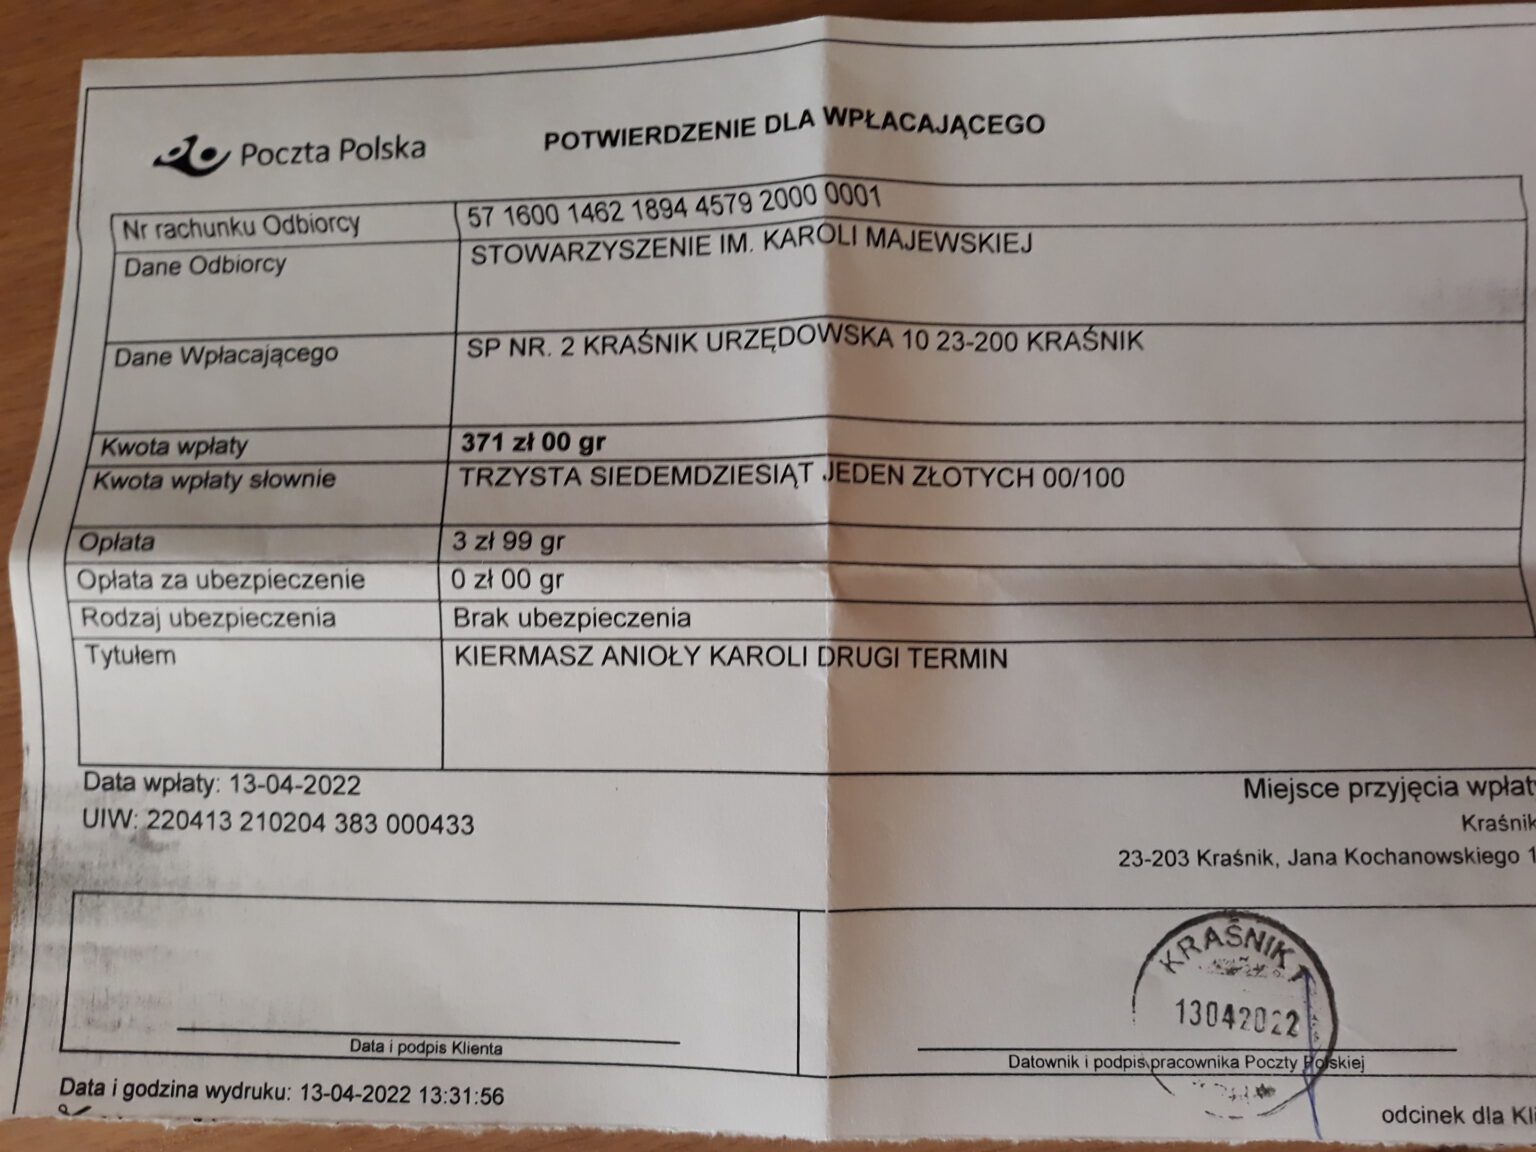 Poczta Polska
POTWIERDZENIE DLA WPŁACAJĄCEGO
Nr rachunku Odbiorcy 57 1600 1462 1894 4579 2000 0001
Dane Odbiorcy STOWARZYSZENIE IM. KAROLI MAJEWSKIEJ
Dane Wpłacającego SP NR. 2 KRAŚNIK URZĘDOWSKA 10 23-200 KRAŚNIK
Kwota wpłaty 371 zł 00 gr
Kwota wpłaty słownie TRZYSTA SIEDEMDZIESIĄT JEDEN ZŁOTYCH 00/100
Opłata 3 zł 99 gr
Opłata za ubezpieczenie 0 zł 00 gr
Rodzaj ubezpieczenia Brak ubezpieczenia
Tytułem KIERMASZ ANIOŁY KAROLI DRUGI TERMIN
Data wpłaty: 13-04-2022
UIW: 220413 210204 383 000433
Miejsce przyjęcia wpłaty
Kraśnik
23-203 Kraśnik, Jana Kochanowskiego 1
KRAŚNIK 1
13042022
Data i podpis Klienta
Datownik i podpis pracownika Poczty Polskiej
Data i godzina wydruku: 13-04-2022 13:31:56
odcinek dla Kli